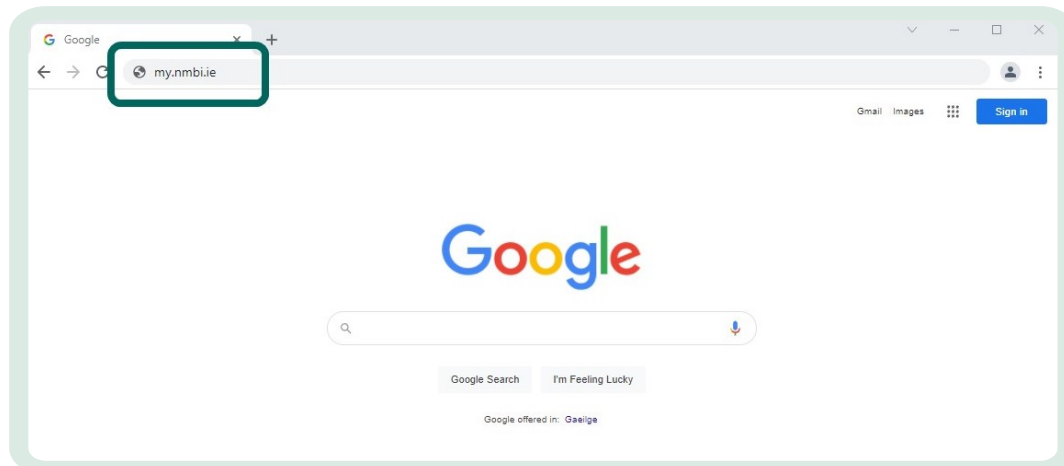 Google
my.nmbi.ie
Gmail Images Sign in
Google
Google Search I'm Feeling Lucky
Google offered in: Gaeilge